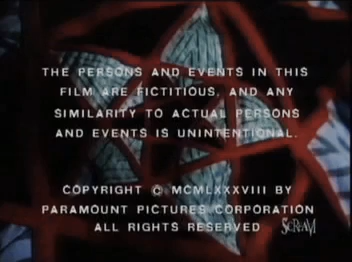 THE PERSONS AND EVENTS IN THIS
FILM ARE FICTITIOUS, AND ANY
SIMILARITY TO ACTUAL PERSONS
AND EVENTS IS UNINTENTIONAL.
COPYRIGHT © MCMLXXXVIII BY
PARAMOUNT PICTURES CORPORATION
ALL RIGHTS RESERVED
SCREAM